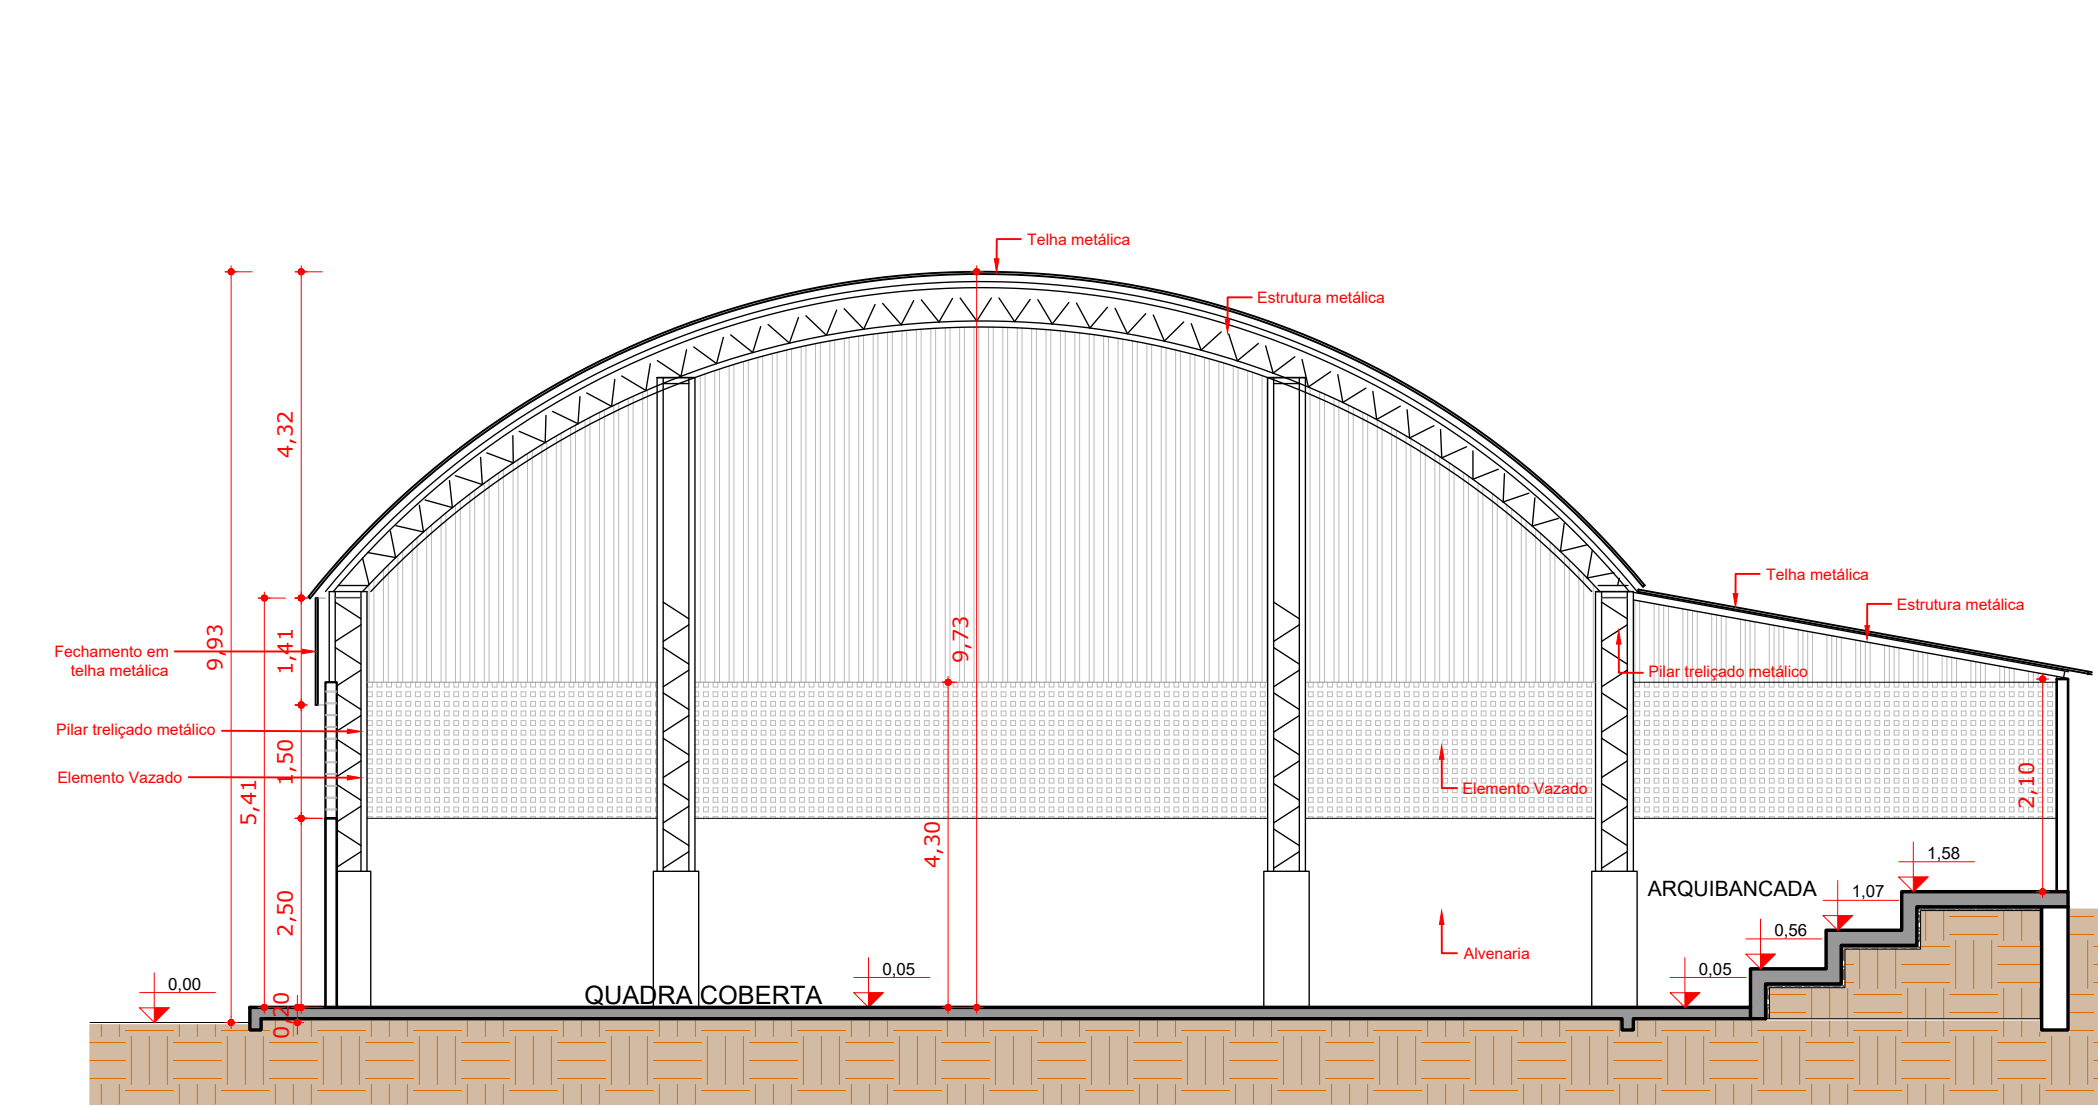 Telha metálica
Estrutura metálica
4,32
9,93
1,41
9,73
Telha metálica
Estrutura metálica
Fechamento em
telha metálica
Pilar treliçado metálico
Pilar treliçado metálico
Elemento Vazado
1,50
5,41
Elemento Vazado
2,10
4,30
2,50
1,58
ARQUIBANCADA
1,07
0,56
Alvenaria
0,00
0,20
QUADRA COBERTA
0,05
0,05